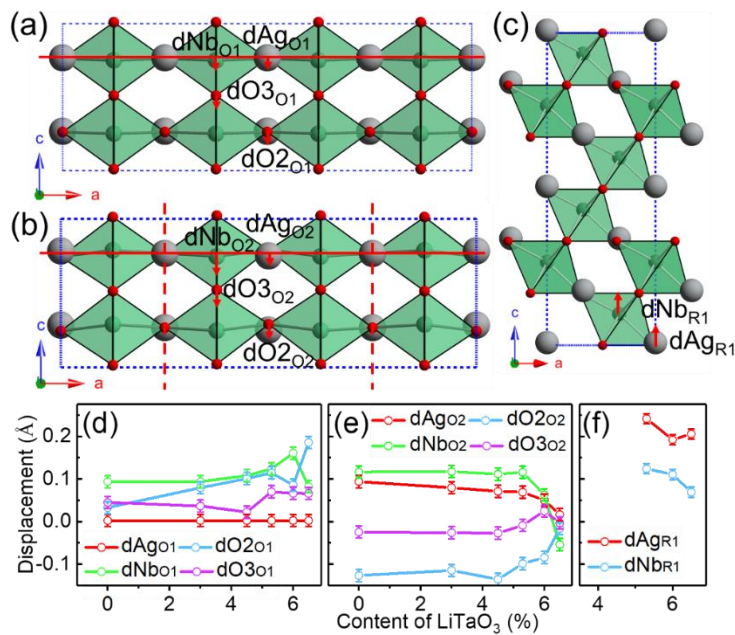 (a)
dNbO1
dAgO1
dO3O1
dO2O1
c
a
(b)
dNbO2
dAgO2
dO3O2
dO2O2
c
a
(c)
dNbR1
dAgR1
c
a
Displacement (Å)
0.2
0.1
0.0
-0.1
(d)
dAgO1 dO2O1
dNbO1 dO3O1
0 2 4 6
(e)
dAgO2 dO2O2
dNbO2 dO3O2
0 2 4 6
(f)
dAgR1
dNbR1
4 6
Content of LiTaO3 (%)